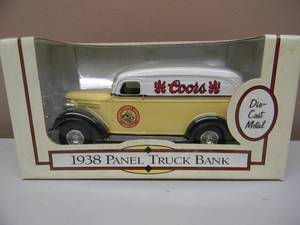 Coors
Die-
Cast
Metal
1938 PANEL TRUCK BANK